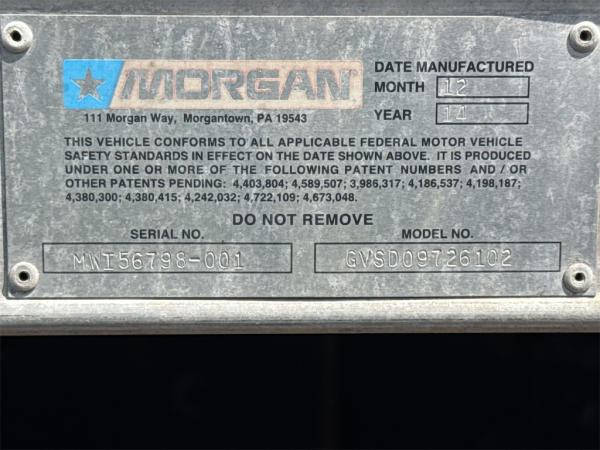 MORGAN
DATE MANUFACTURED
MONTH 12
YEAR 14
111 Morgan Way, Morgantown, PA 19543
THIS VEHICLE CONFORMS TO ALL APPLICABLE FEDERAL MOTOR VEHICLE
SAFETY STANDARDS IN EFFECT ON THE DATE SHOWN ABOVE. IT IS PRODUCED
UNDER ONE OR MORE OF THE FOLLOWING PATENT NUMBERS AND / OR
OTHER PATENTS PENDING: 4,403,804; 4,589,507; 3,986,317; 4,186,537; 4,198,187;
4,380,300; 4,380,415; 4,242,032; 4,722,109; 4,673,048.
DO NOT REMOVE
SERIAL NO. MODEL NO.
MWI56798-001 GVSD09726102